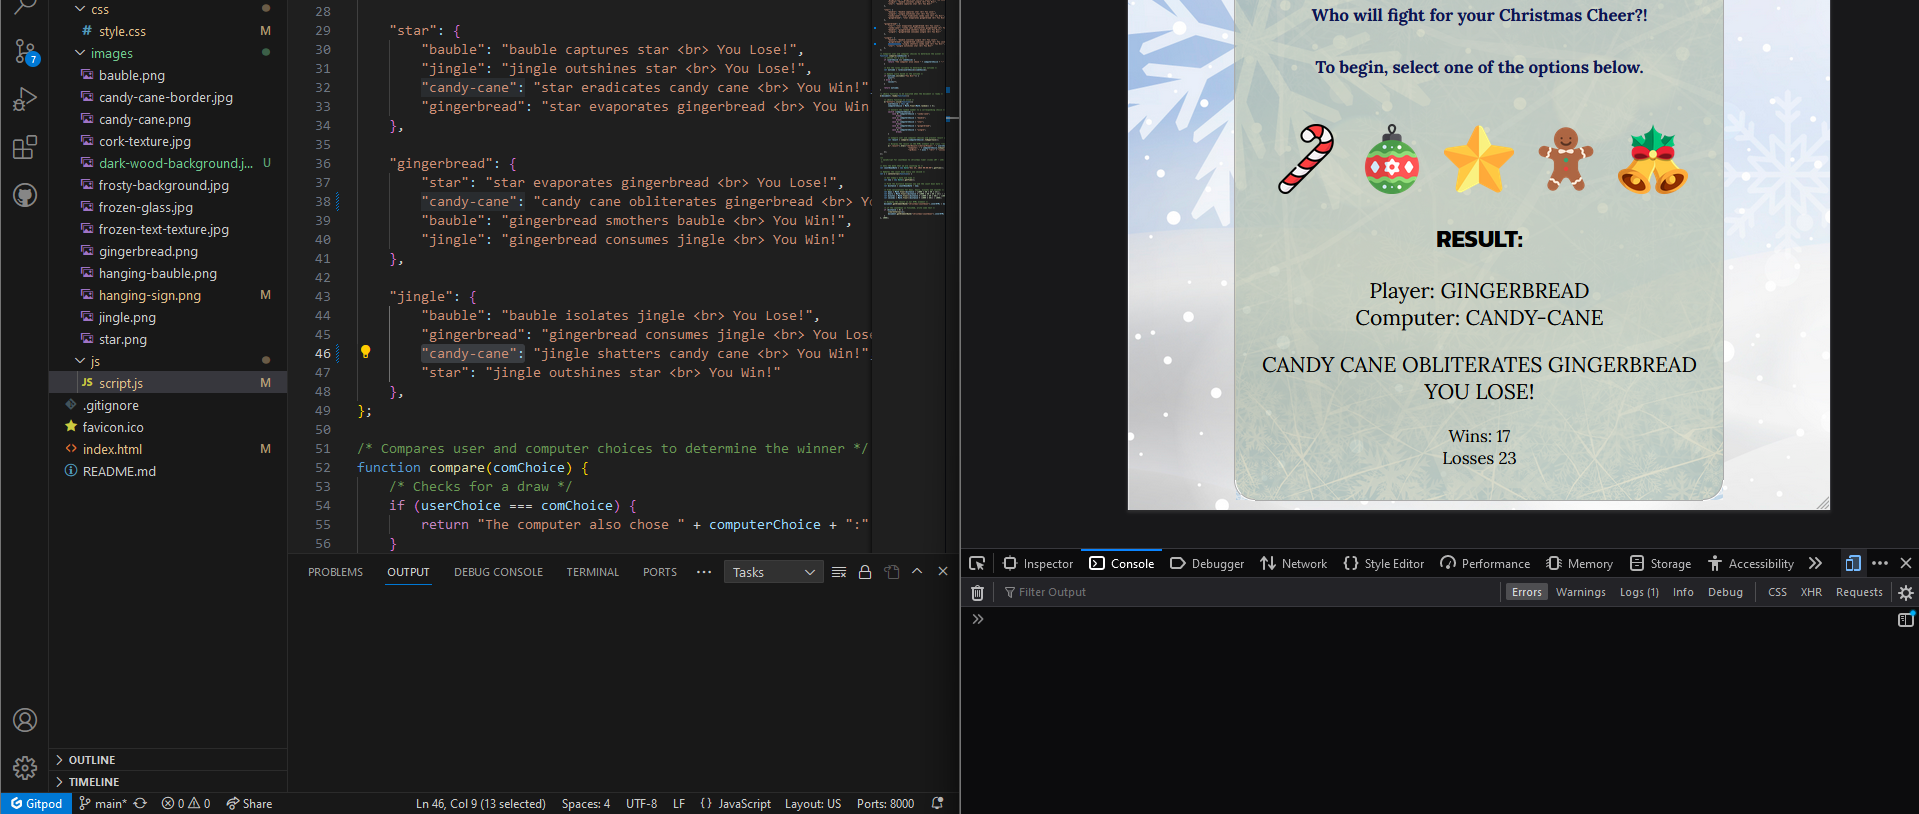 css
style.css M
images
bauble.png
candy-cane-border.jpg
candy-cane.png
cork-texture.jpg
dark-wood-background.j... U
frosty-background.jpg
frozen-glass.jpg
frozen-text-texture.jpg
gingerbread.png
hanging-bauble.png
hanging-sign.png M
jingle.png
star.png
js
JS script.js M
.gitignore
favicon.ico
index.html M
README.md
OUTLINE
TIMELINE
7
28
29 "star": {
30 "bauble": "bauble captures star <br> You Lose!",
31 "jingle": "jingle outshines star <br> You Lose!",
32 "candy-cane": "star eradicates candy cane <br> You Win!"
33 "gingerbread": "star evaporates gingerbread <br> You Win
34 },
35
36 "gingerbread": {
37 "star": "star evaporates gingerbread <br> You Lose!",
38 "candy-cane": "candy cane obliterates gingerbread <br> Yo
39 "bauble": "gingerbread smothers bauble <br> You Win!",
40 "jingle": "gingerbread consumes jingle <br> You Win!"
41 },
42
43 "jingle": {
44 "bauble": "bauble isolates jingle <br> You Lose!",
45 "gingerbread": "gingerbread consumes jingle <br> You Lose
46 "candy-cane": "jingle shatters candy cane <br> You Win!"
47 "star": "jingle outshines star <br> You Win!"
48 },
49 };
50
51 /* Compares user and computer choices to determine the winner */
52 function compare(comChoice) {
53 /* Checks for a draw */
54 if (userChoice === comChoice) {
55 return "The computer also chose " + computerChoice + ":"
56 }
PROBLEMS OUTPUT DEBUG CONSOLE TERMINAL PORTS ··· Tasks
Gitpod main* 0 0 Share Ln 46, Col 9 (13 selected) Spaces: 4 UTF-8 LF {} JavaScript Layout: US Ports: 8000
Who will fight for your Christmas Cheer?!
To begin, select one of the options below.
RESULT:
Player: GINGERBREAD
Computer: CANDY-CANE
CANDY CANE OBLITERATES GINGERBREAD
YOU LOSE!
Wins: 17
Losses 23
Inspector Console Debugger Network Style Editor Performance Memory Storage Accessibility
Filter Output Errors Warnings Logs (1) Info Debug CSS XHR Requests